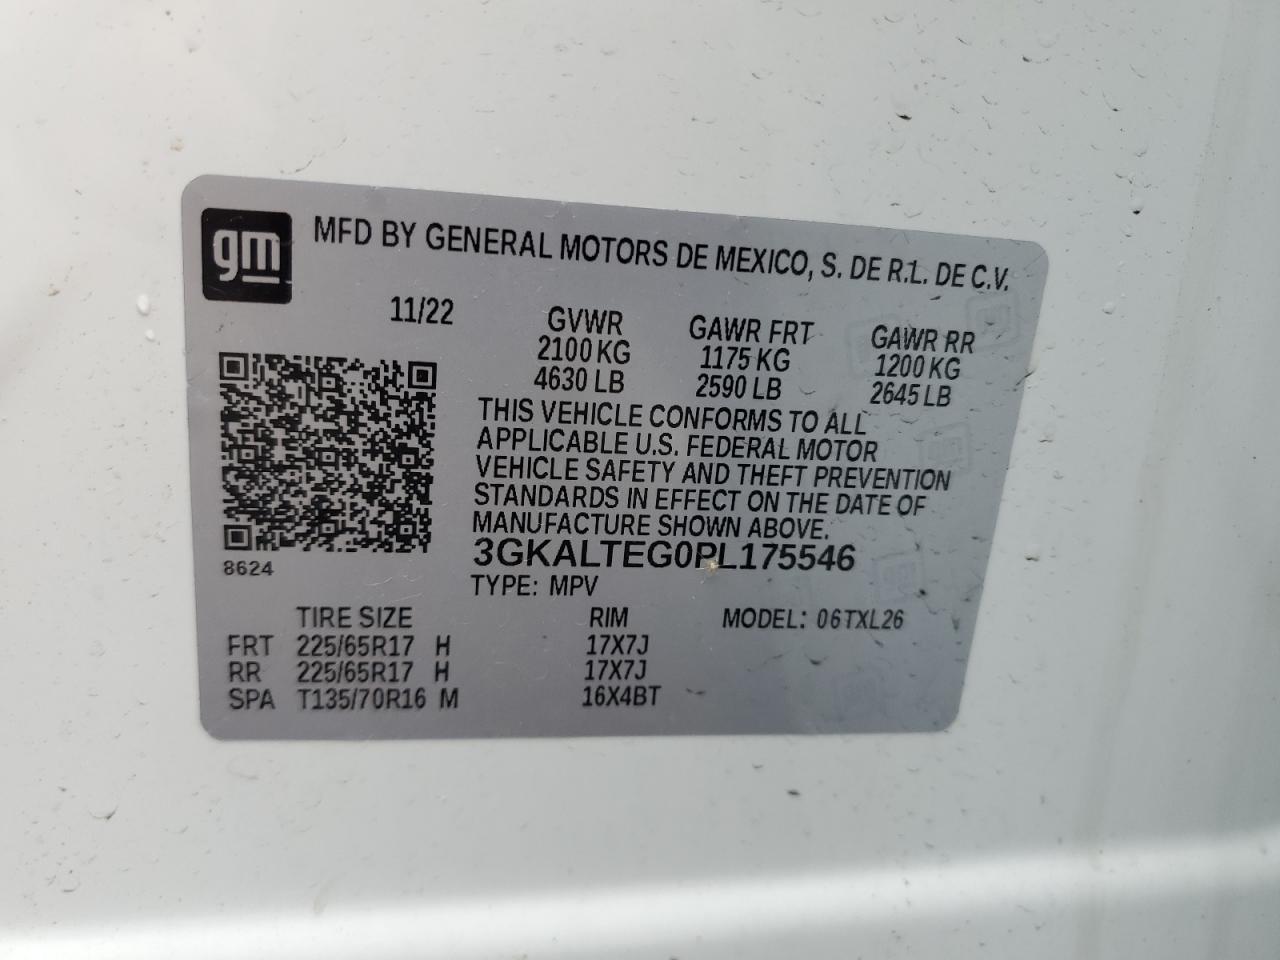 gm
MFD BY GENERAL MOTORS DE MEXICO, S. DE R.L. DE C.V.
11/22
GVWR GAWR FRT GAWR RR
2100 KG 1175 KG 1200 KG
4630 LB 2590 LB 2645 LB
THIS VEHICLE CONFORMS TO ALL
APPLICABLE U.S. FEDERAL MOTOR
VEHICLE SAFETY AND THEFT PREVENTION
STANDARDS IN EFFECT ON THE DATE OF
MANUFACTURE SHOWN ABOVE.
3GKALTEG0PL175546
8624
TYPE: MPV
TIRE SIZE RIM MODEL: 06TXL26
FRT 225/65R17 H 17X7J
RR 225/65R17 H 17X7J
SPA T135/70R16 M 16X4BT